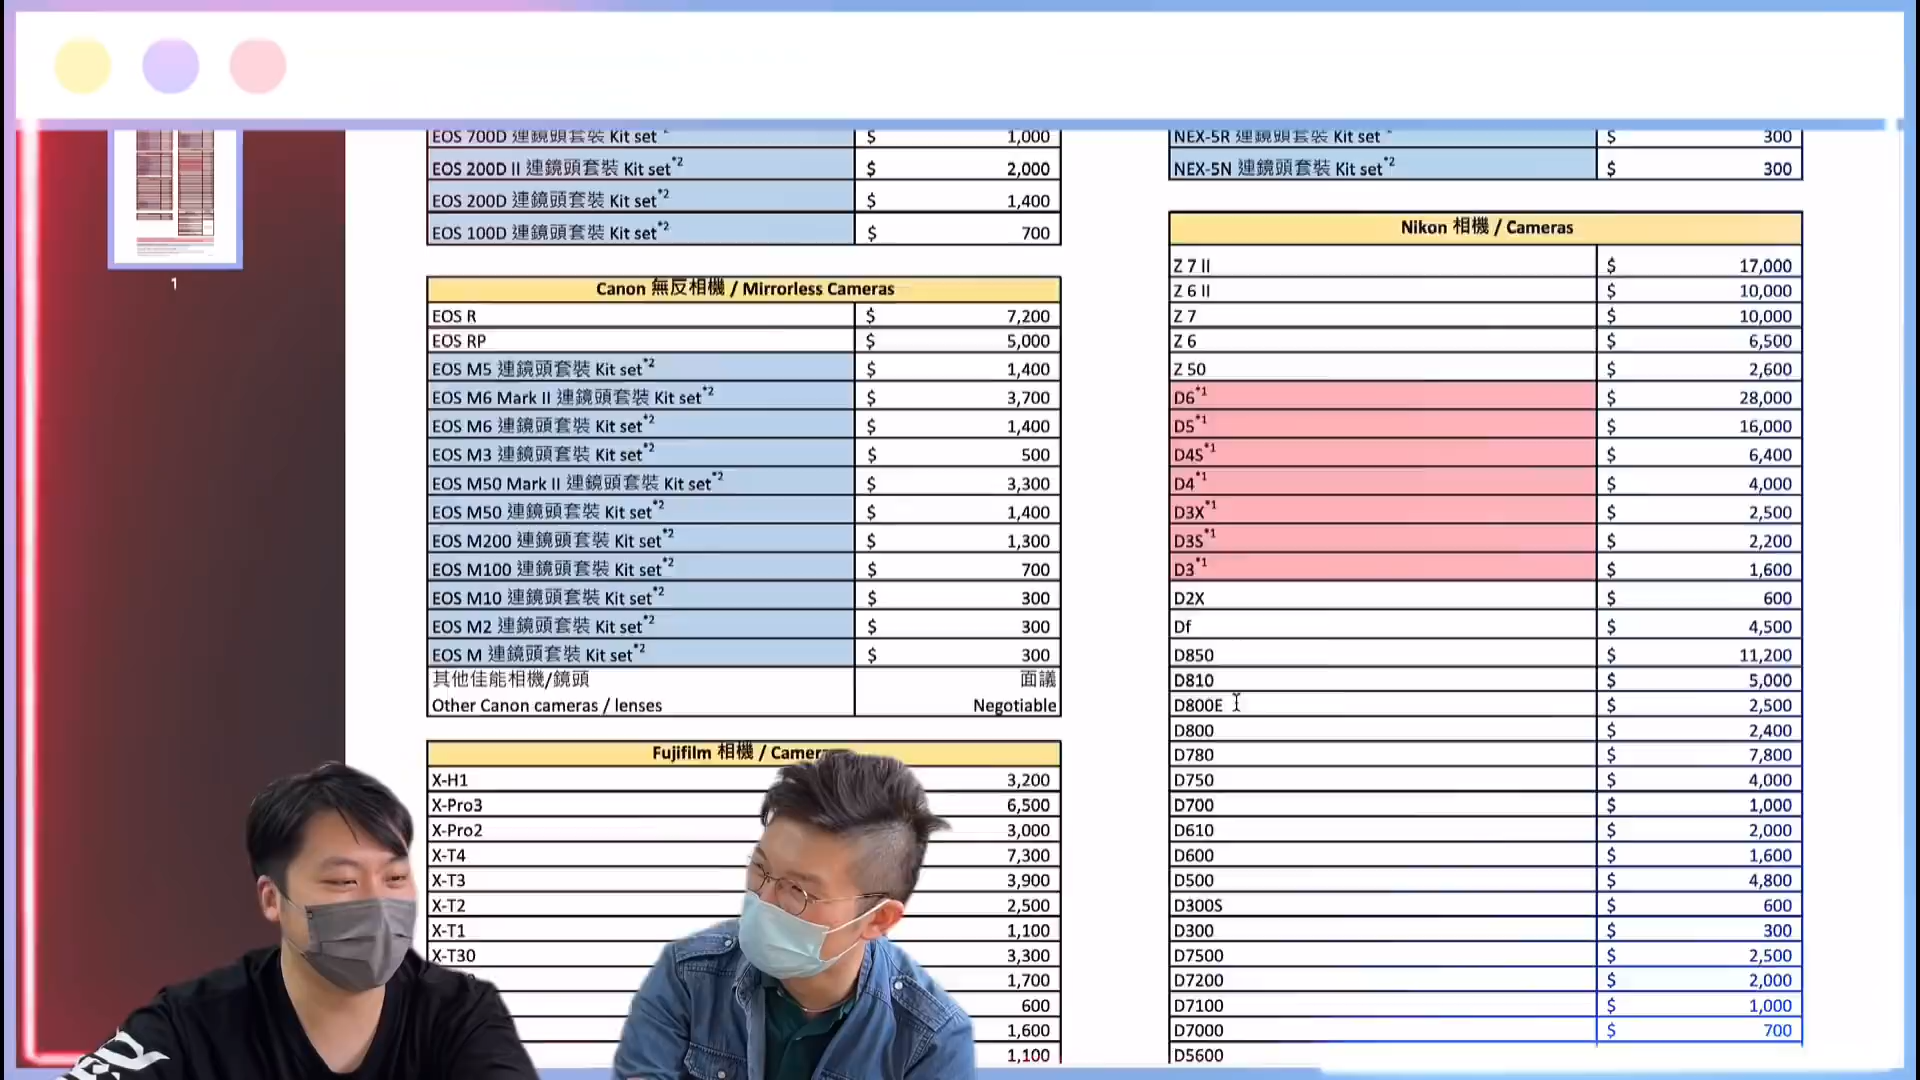 1
EOS 700D 連鏡頭套裝 Kit set $ 1,000
EOS 200D II 連鏡頭套裝 Kit set*2 $ 2,000
EOS 200D 連鏡頭套裝 Kit set*2 $ 1,400
EOS 100D 連鏡頭套裝 Kit set*2 $ 700
Canon 無反相機 / Mirrorless Cameras
EOS R $ 7,200
EOS RP $ 5,000
EOS M5 連鏡頭套裝 Kit set*2 $ 1,400
EOS M6 Mark II 連鏡頭套裝 Kit set*2 $ 3,700
EOS M6 連鏡頭套裝 Kit set*2 $ 1,400
EOS M3 連鏡頭套裝 Kit set*2 $ 500
EOS M50 Mark II 連鏡頭套裝 Kit set*2 $ 3,300
EOS M50 連鏡頭套裝 Kit set*2 $ 1,400
EOS M200 連鏡頭套裝 Kit set*2 $ 1,300
EOS M100 連鏡頭套裝 Kit set*2 $ 700
EOS M10 連鏡頭套裝 Kit set*2 $ 300
EOS M2 連鏡頭套裝 Kit set*2 $ 300
EOS M 連鏡頭套裝 Kit set*2 $ 300
其他佳能相機/鏡頭 面議
Other Canon cameras / lenses Negotiable
Fujifilm 相機 / Camera
X-H1 3,200
X-Pro3 6,500
X-Pro2 3,000
X-T4 7,300
X-T3 3,900
X-T2 2,500
X-T1 1,100
X-T30 3,300
1,700
600
1,600
1,100
NEX-5R 連鏡頭套裝 Kit set $ 300
NEX-5N 連鏡頭套裝 Kit set*2 $ 300
Nikon 相機 / Cameras
Z 7 II $ 17,000
Z 6 II $ 10,000
Z 7 $ 10,000
Z 6 $ 6,500
Z 50 $ 2,600
D6*1 $ 28,000
D5*1 $ 16,000
D4S*1 $ 6,400
D4*1 $ 4,000
D3X*1 $ 2,500
D3S*1 $ 2,200
D3*1 $ 1,600
D2X $ 600
Df $ 4,500
D850 $ 11,200
D810 $ 5,000
D800E $ 2,500
D800 $ 2,400
D780 $ 7,800
D750 $ 4,000
D700 $ 1,000
D610 $ 2,000
D600 $ 1,600
D500 $ 4,800
D300S $ 600
D300 $ 300
D7500 $ 2,500
D7200 $ 2,000
D7100 $ 1,000
D7000 $ 700
D5600